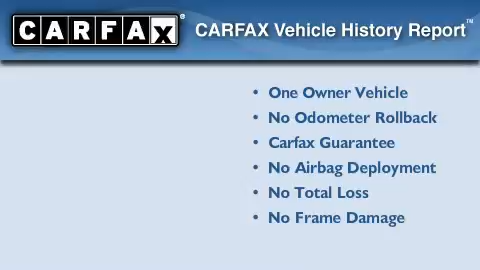 CARFAX® CARFAX Vehicle History Report™
• One Owner Vehicle
• No Odometer Rollback
• Carfax Guarantee
• No Airbag Deployment
• No Total Loss
• No Frame Damage